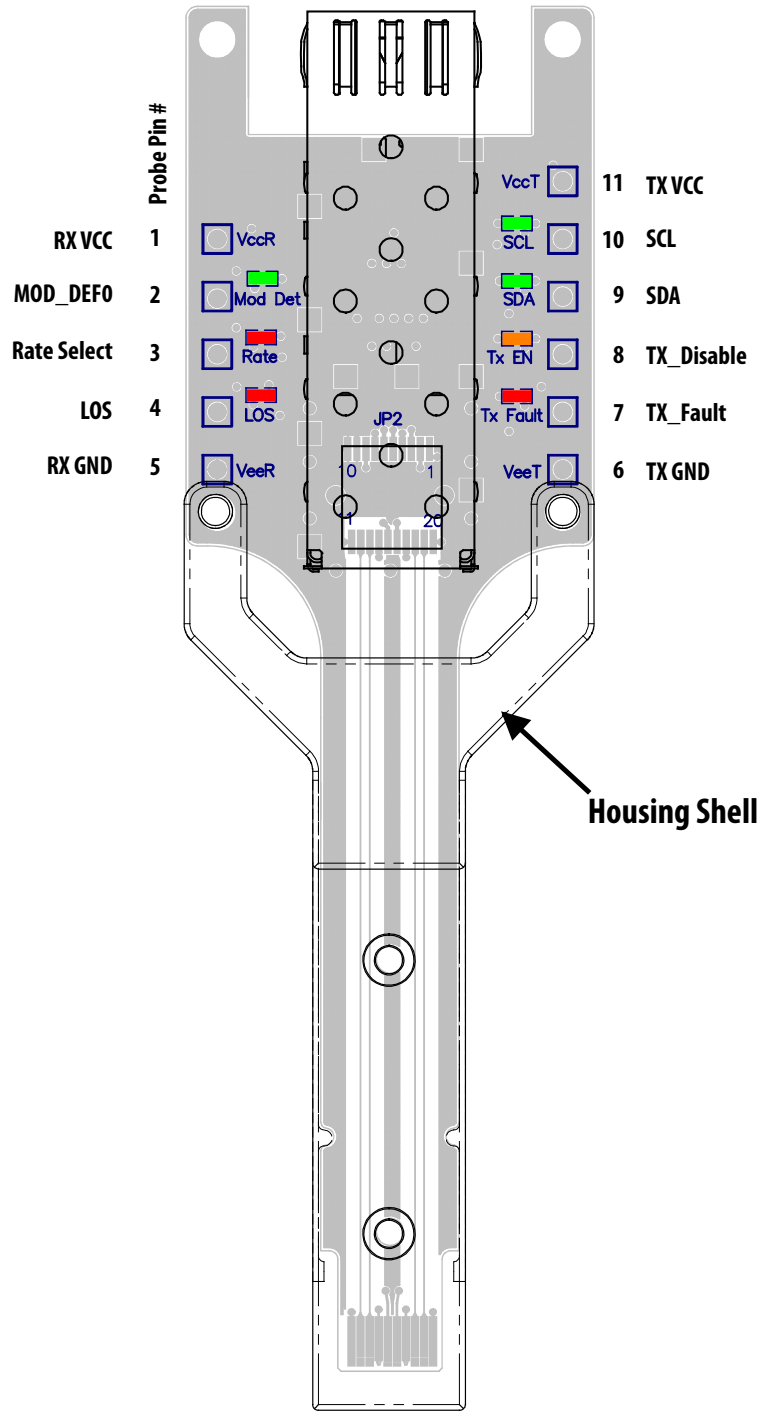 Probe Pin #
VccT 11 TX VCC
RX VCC 1 VccR
SCL 10 SCL
MOD_DEF0 2 Mod Det
SDA 9 SDA
Rate Select 3 Rate
Tx EN 8 TX_Disable
LOS 4 LOS
JP2
Tx Fault 7 TX_Fault
RX GND 5 VeeR
10 1
VeeT 6 TX GND
11 20
Housing Shell